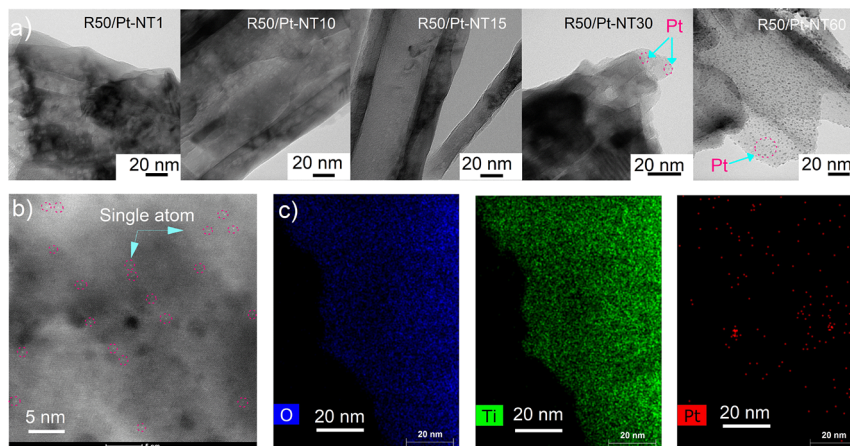 a)
R50/Pt-NT1
R50/Pt-NT10
R50/Pt-NT15
R50/Pt-NT30
R50/Pt-NT60
Pt
Pt
20 nm
20 nm
20 nm
20 nm
20 nm
b)
Single atom
5 nm
c)
O
20 nm
20 nm
Ti
20 nm
20 nm
Pt
20 nm
20 nm